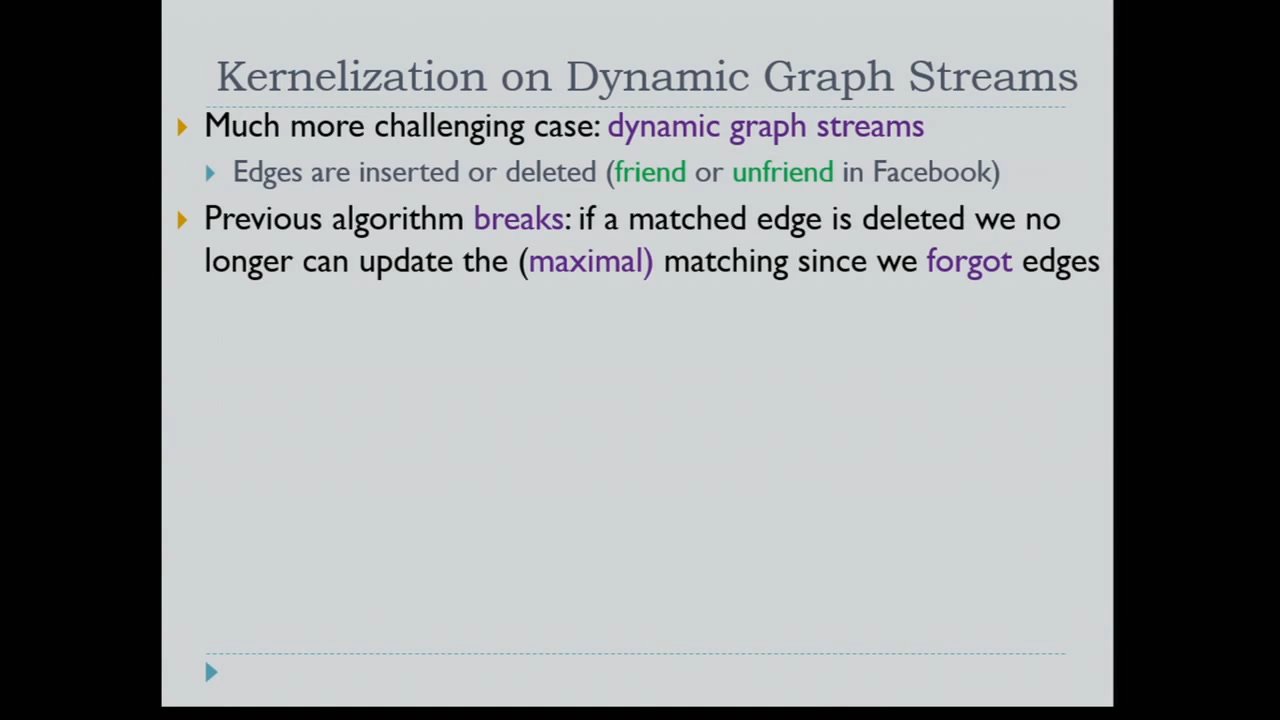 Kernelization on Dynamic Graph Streams
Much more challenging case: dynamic graph streams
Edges are inserted or deleted (friend or unfriend in Facebook)
Previous algorithm breaks: if a matched edge is deleted we no
longer can update the (maximal) matching since we forgot edges